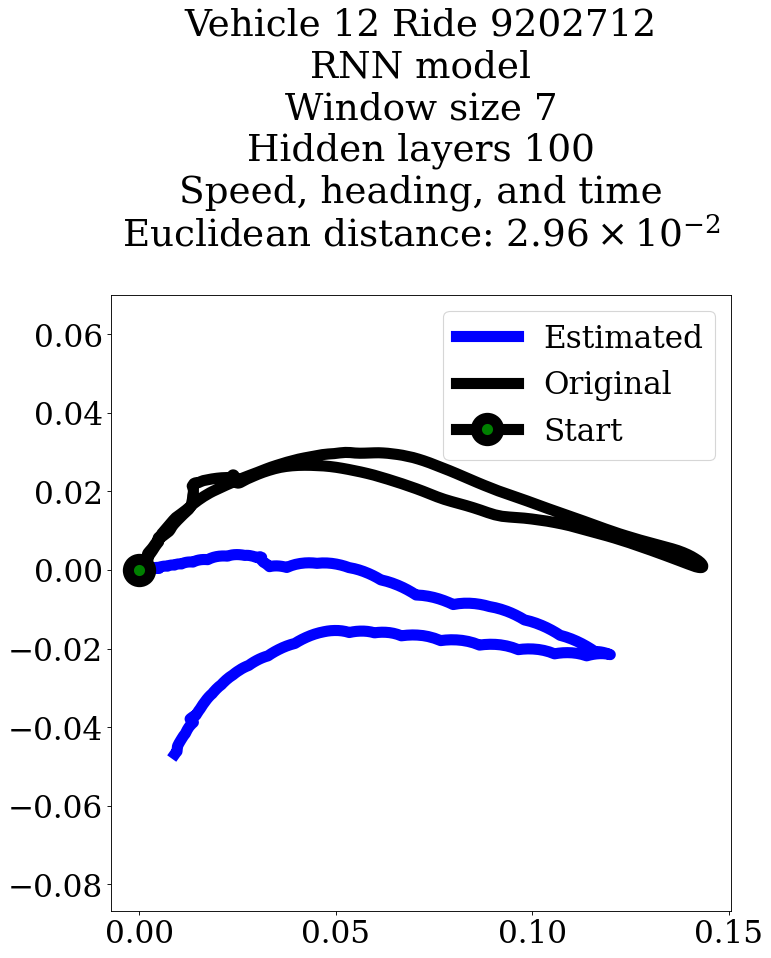 Vehicle 12 Ride 9202712
RNN model
Window size 7
Hidden layers 100
Speed, heading, and time
Euclidean distance: 2.96 × 10⁻²
Estimated
Original
Start
0.06
0.04
0.02
0.00
−0.02
−0.04
−0.06
−0.08
0.00 0.05 0.10 0.15